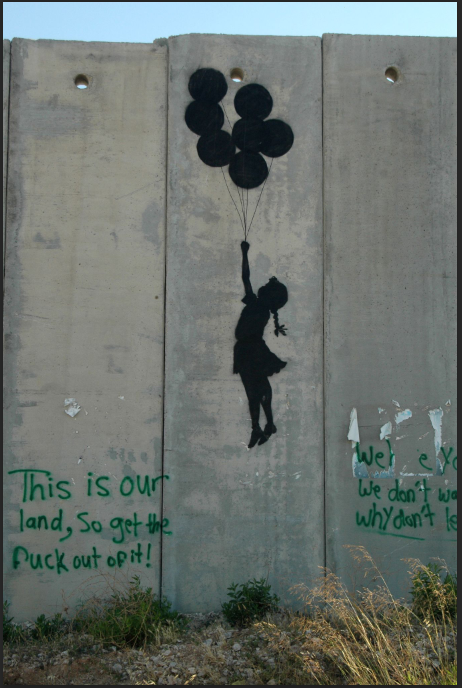 This is our
land, So get the
fuck out of it!
We
we don't
why don't